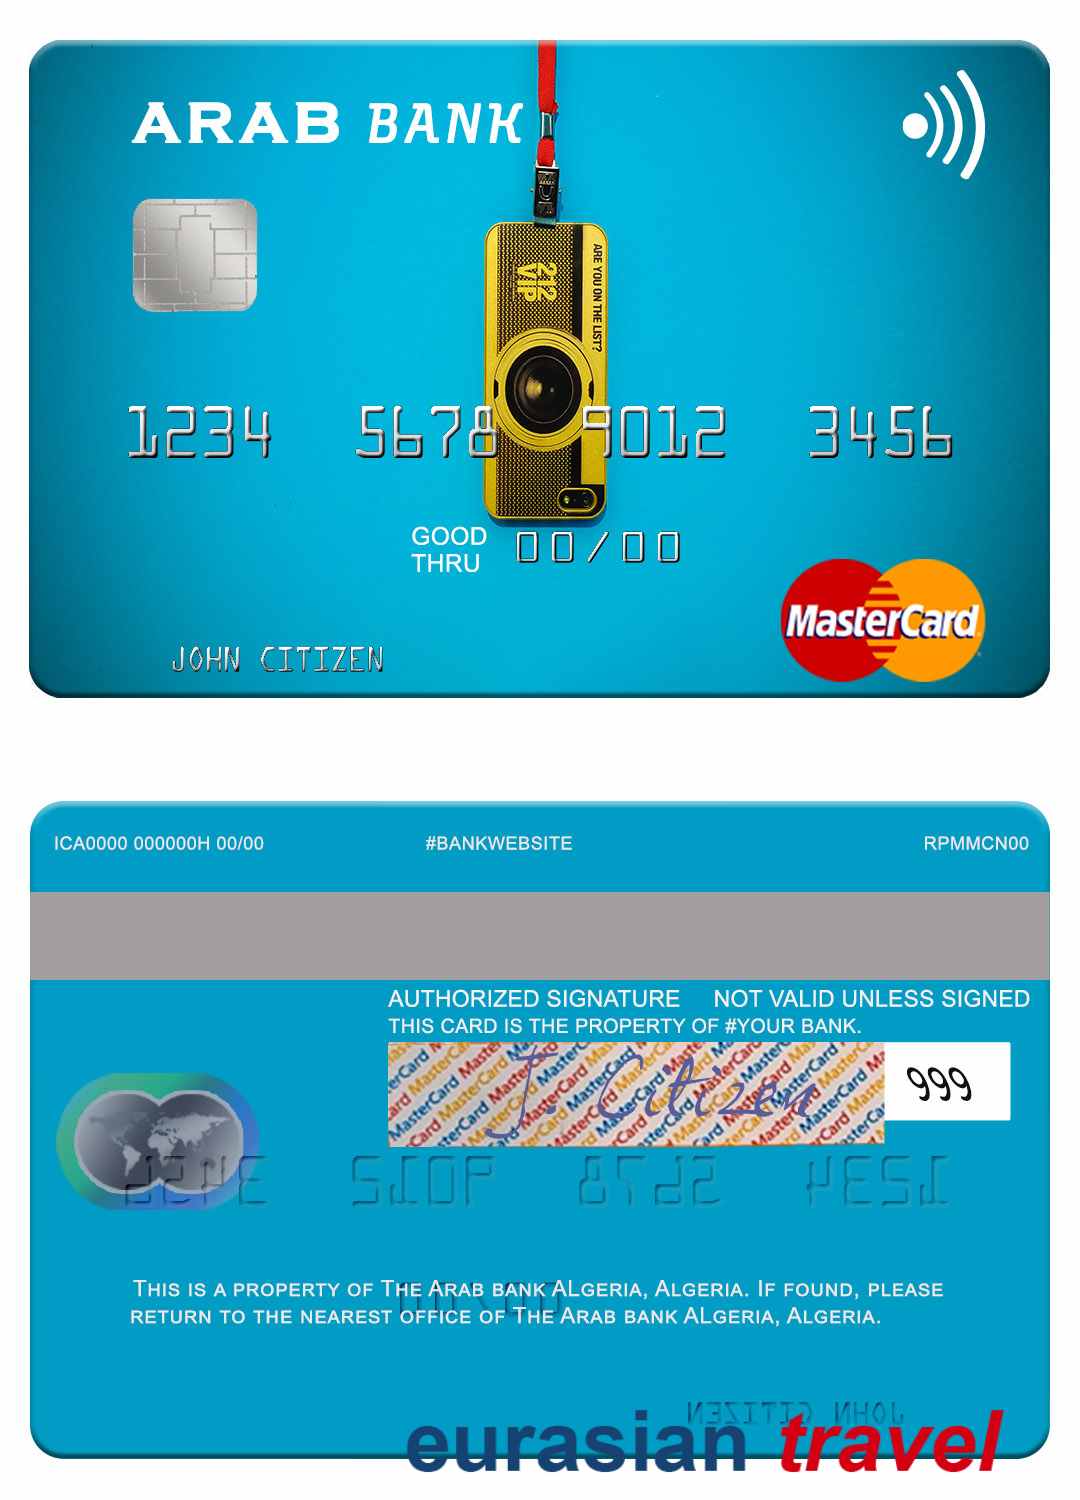 ARAB BANK
212 VIP
ARE YOU ON THE LIST?
1234 5678 9012 3456
GOOD THRU 00/00
MasterCard
JOHN CITIZEN
ICA0000 000000H 00/00 #BANKWEBSITE RPMMCN00
AUTHORIZED SIGNATURE NOT VALID UNLESS SIGNED
THIS CARD IS THE PROPERTY OF #YOUR BANK.
J. Citizen 999
THIS IS A PROPERTY OF THE ARAB BANK ALGERIA, ALGERIA. IF FOUND, PLEASE
RETURN TO THE NEAREST OFFICE OF THE ARAB BANK ALGERIA, ALGERIA.
eurasian travel